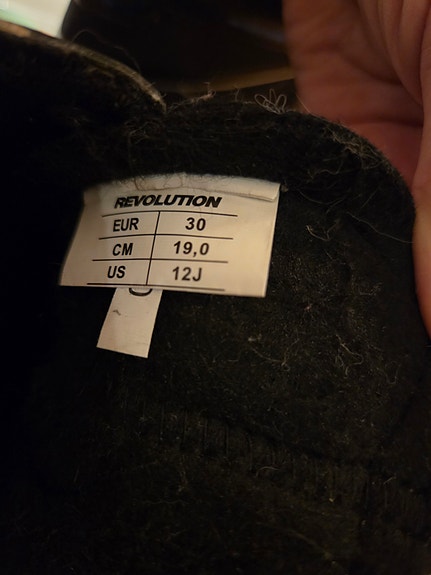 REVOLUTION
EUR 30
CM 19,0
US 12J